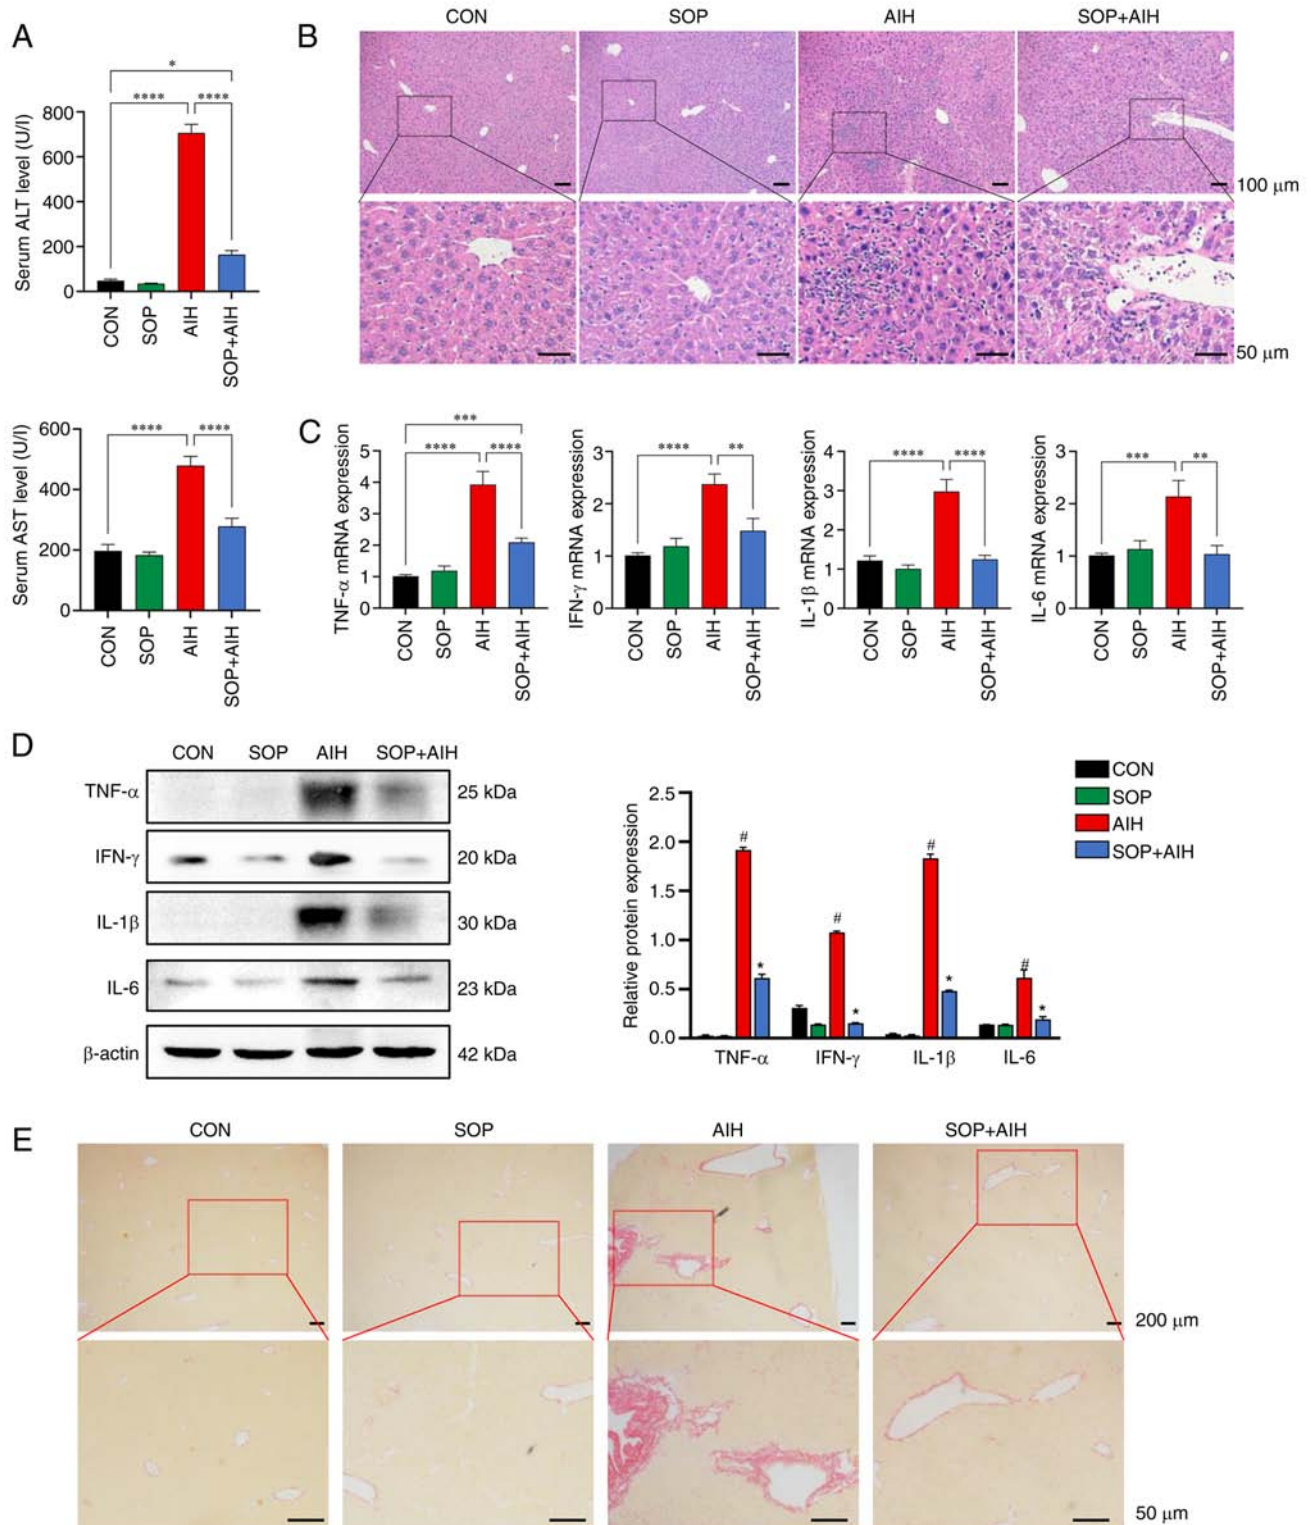 A
*
**** ****
Serum ALT level (U/l)
800
600
400
200
0
CON
SOP
AIH
SOP+AIH
**** ****
Serum AST level (U/l)
600
400
200
0
CON
SOP
AIH
SOP+AIH
B
CON SOP AIH SOP+AIH
100 μm
50 μm
C
***
**** ****
TNF-α mRNA expression
5
4
3
2
1
0
CON
SOP
AIH
SOP+AIH
**** **
IFN-γ mRNA expression
3
2
1
0
CON
SOP
AIH
SOP+AIH
**** ****
IL-1β mRNA expression
4
3
2
1
0
CON
SOP
AIH
SOP+AIH
*** **
IL-6 mRNA expression
3
2
1
0
CON
SOP
AIH
SOP+AIH
D
CON SOP AIH SOP+AIH
TNF-α 25 kDa
IFN-γ 20 kDa
IL-1β 30 kDa
IL-6 23 kDa
β-actin 42 kDa
Relative protein expression
2.5
2.0
1.5
1.0
0.5
0.0
# *
# *
# *
# *
TNF-α IFN-γ IL-1β IL-6
CON
SOP
AIH
SOP+AIH
E
CON SOP AIH SOP+AIH
200 μm
50 μm